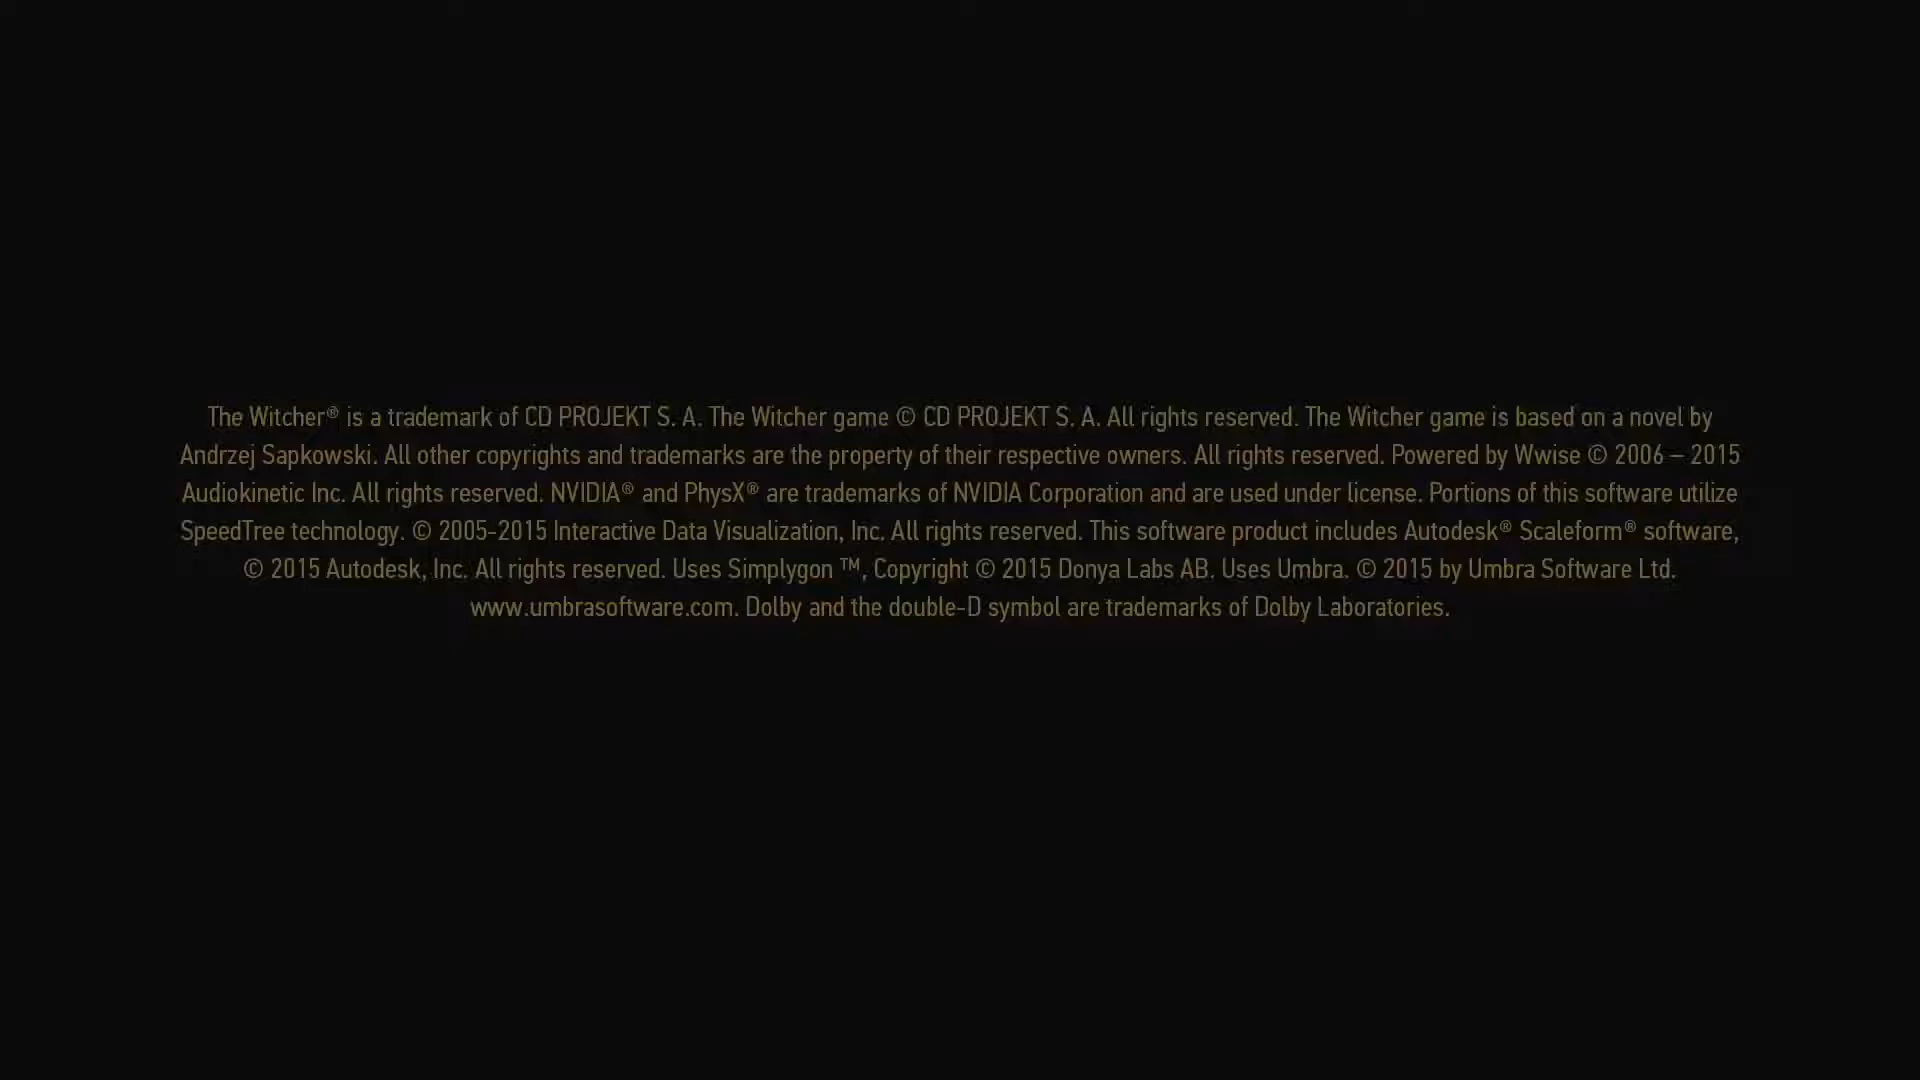 The Witcher® is a trademark of CD PROJEKT S. A. The Witcher game © CD PROJEKT S. A. All rights reserved. The Witcher game is based on a novel by
Andrzej Sapkowski. All other copyrights and trademarks are the property of their respective owners. All rights reserved. Powered by Wwise © 2006 – 2015
Audiokinetic Inc. All rights reserved. NVIDIA® and PhysX® are trademarks of NVIDIA Corporation and are used under license. Portions of this software utilize
SpeedTree technology. © 2005-2015 Interactive Data Visualization, Inc. All rights reserved. This software product includes Autodesk® Scaleform® software,
© 2015 Autodesk, Inc. All rights reserved. Uses Simplygon ™, Copyright © 2015 Donya Labs AB. Uses Umbra. © 2015 by Umbra Software Ltd.
www.umbrasoftware.com. Dolby and the double-D symbol are trademarks of Dolby Laboratories.